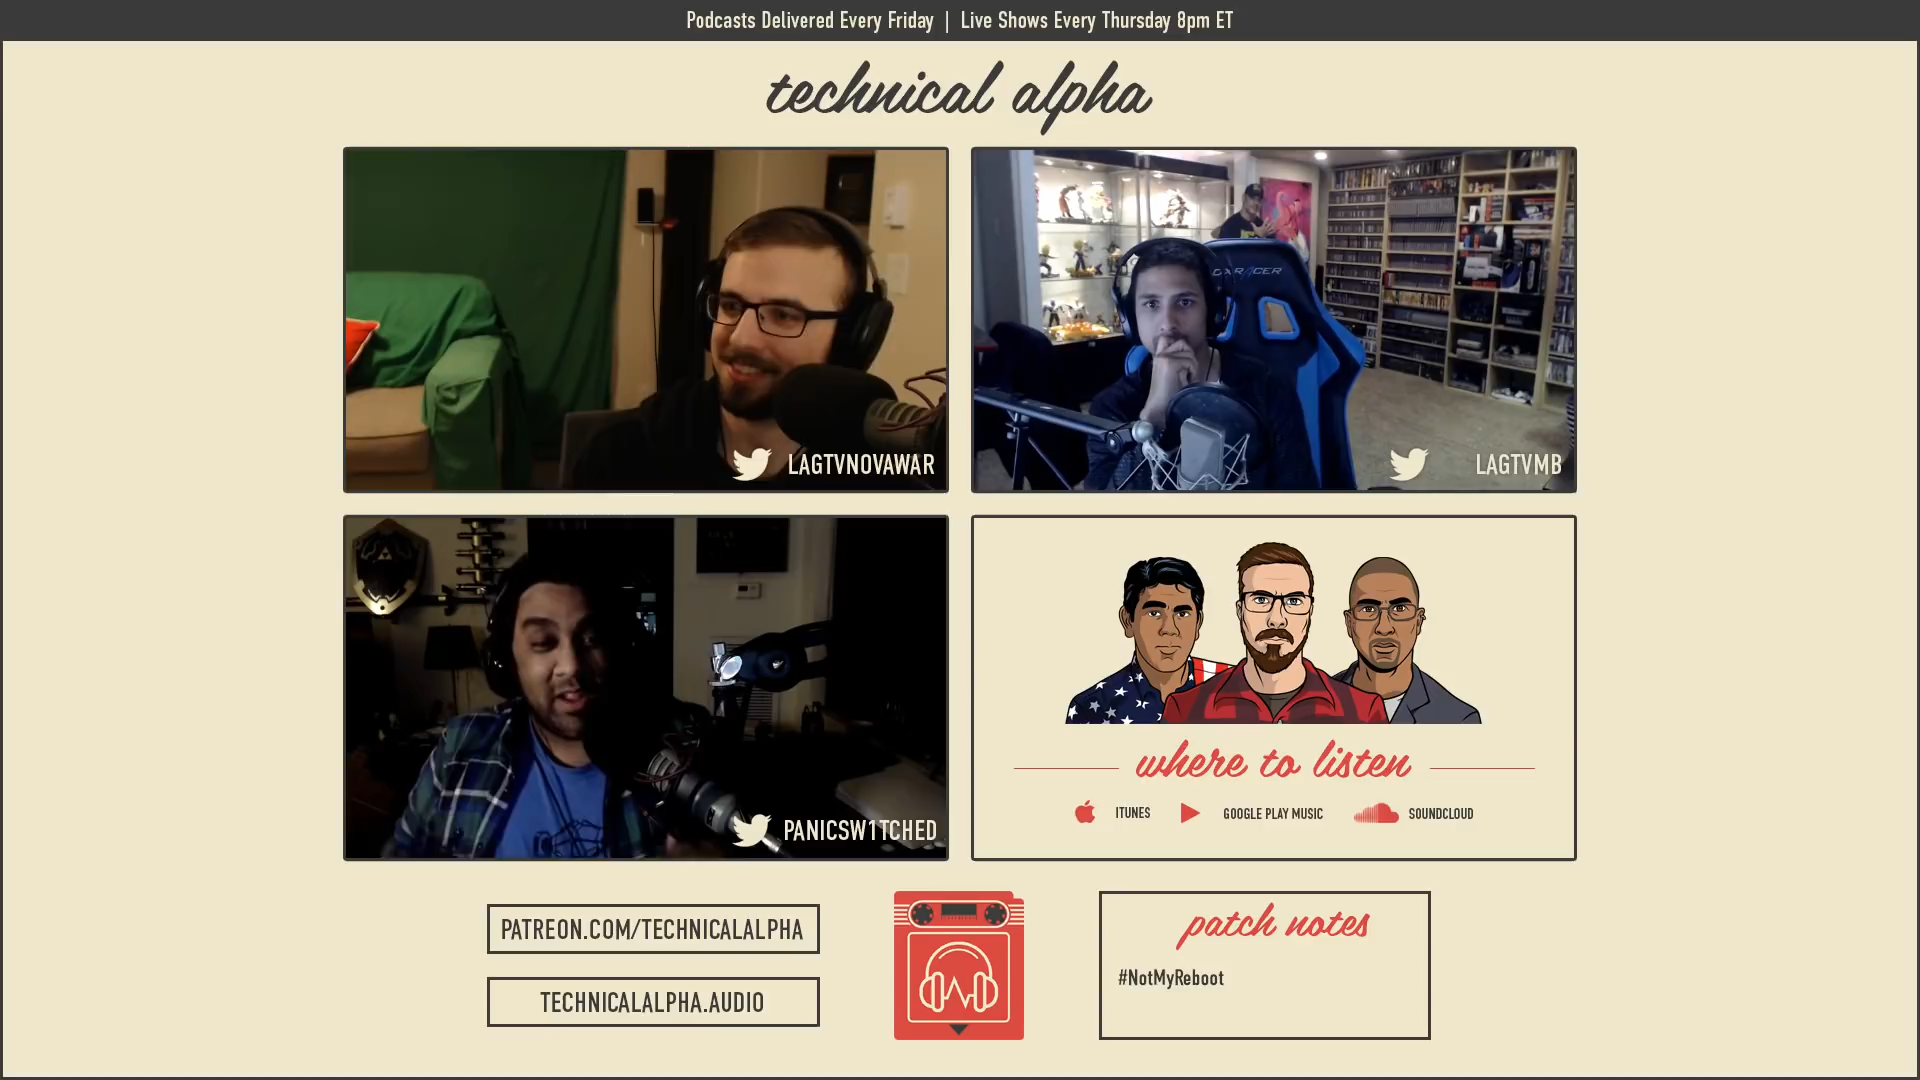 Podcasts Delivered Every Friday | Live Shows Every Thursday 8pm ET
technical alpha
DXRACER
LAGTVNOVAWAR
LAGTVMB
PANICSW1TCHED
where to listen
ITUNES
GOOGLE PLAY MUSIC
SOUNDCLOUD
PATREON.COM/TECHNICALALPHA
TECHNICALALPHA.AUDIO
patch notes
#NotMyReboot